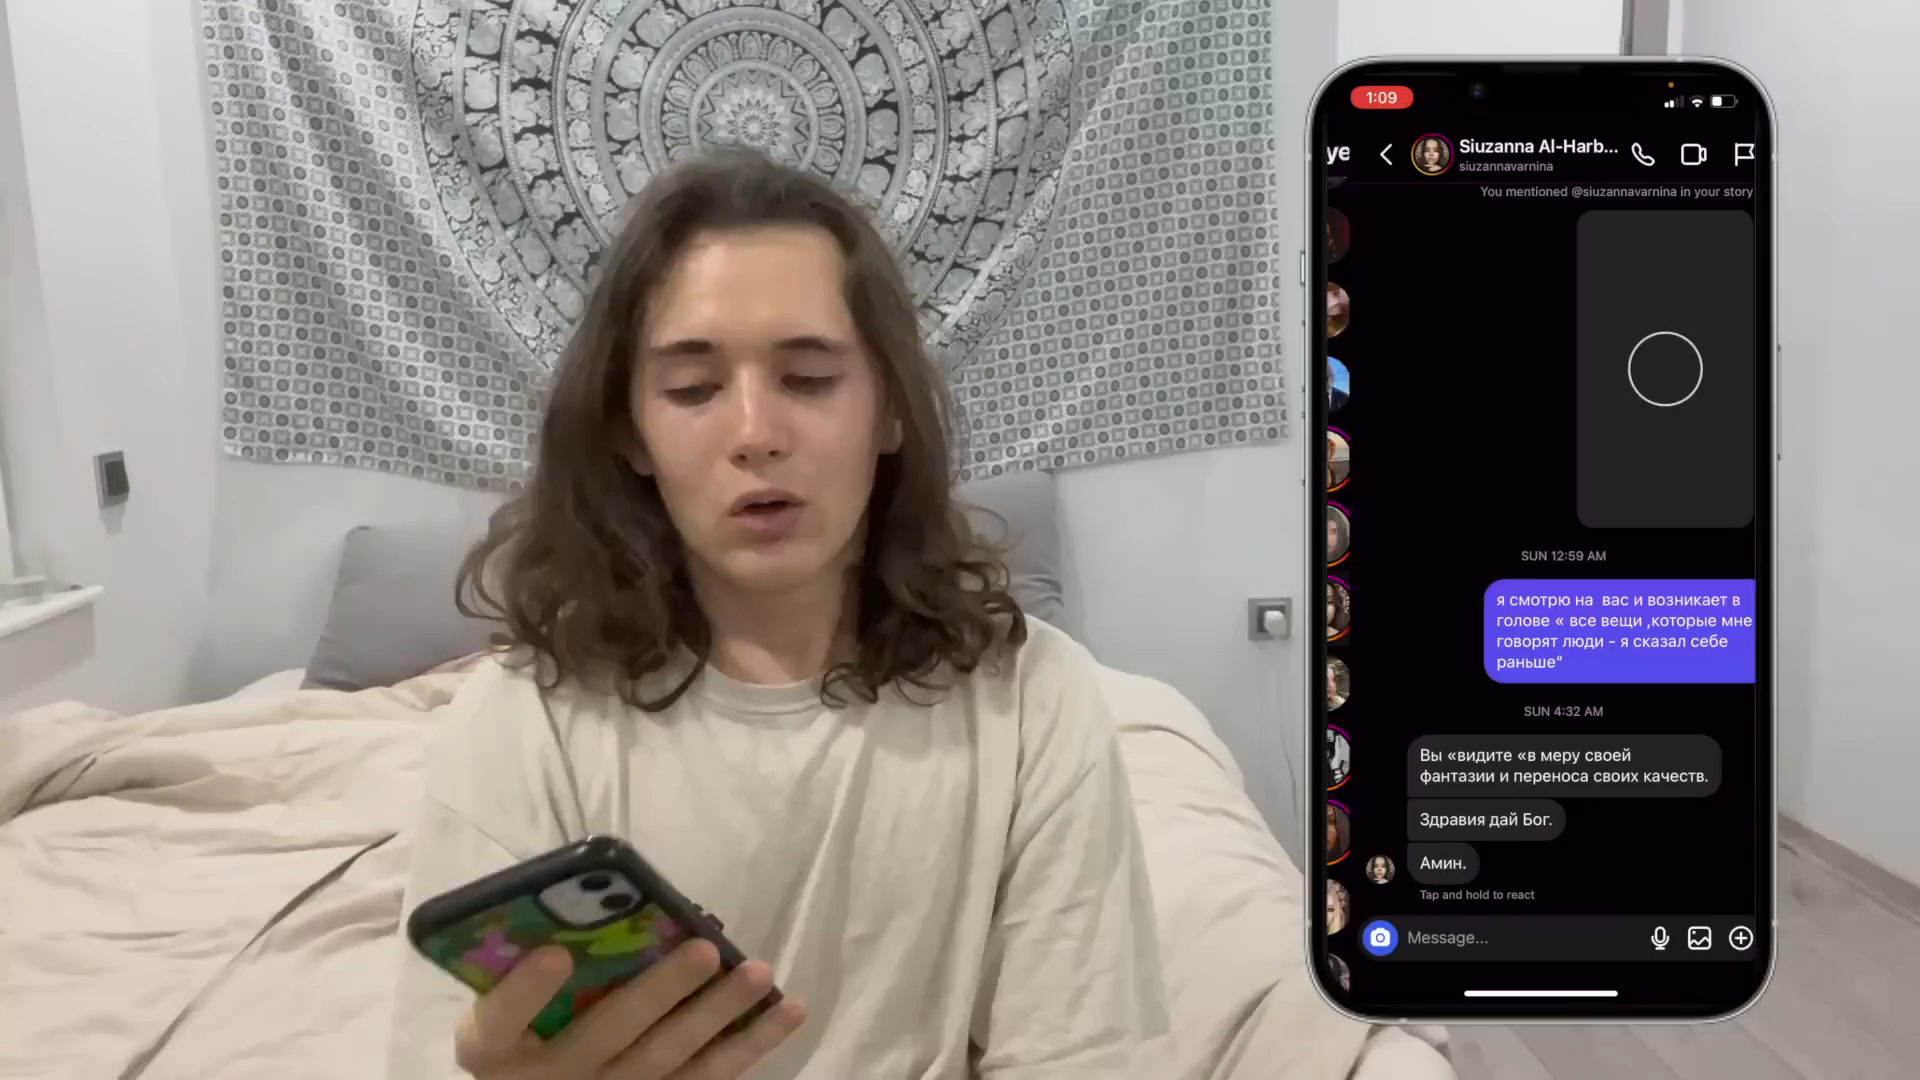 1:09
ye
Siuzanna Al-Harb...
siuzannavarnina
You mentioned @siuzannavarnina in your story
SUN 12:59 AM
я смотрю на вас и возникает в
голове « все вещи ,которые мне
говорят люди - я сказал себе
раньше“
SUN 4:32 AM
Вы «видите «в меру своей
фантазии и переноса своих качеств.
Здравия дай Бог.
Амин.
Tap and hold to react
Message...